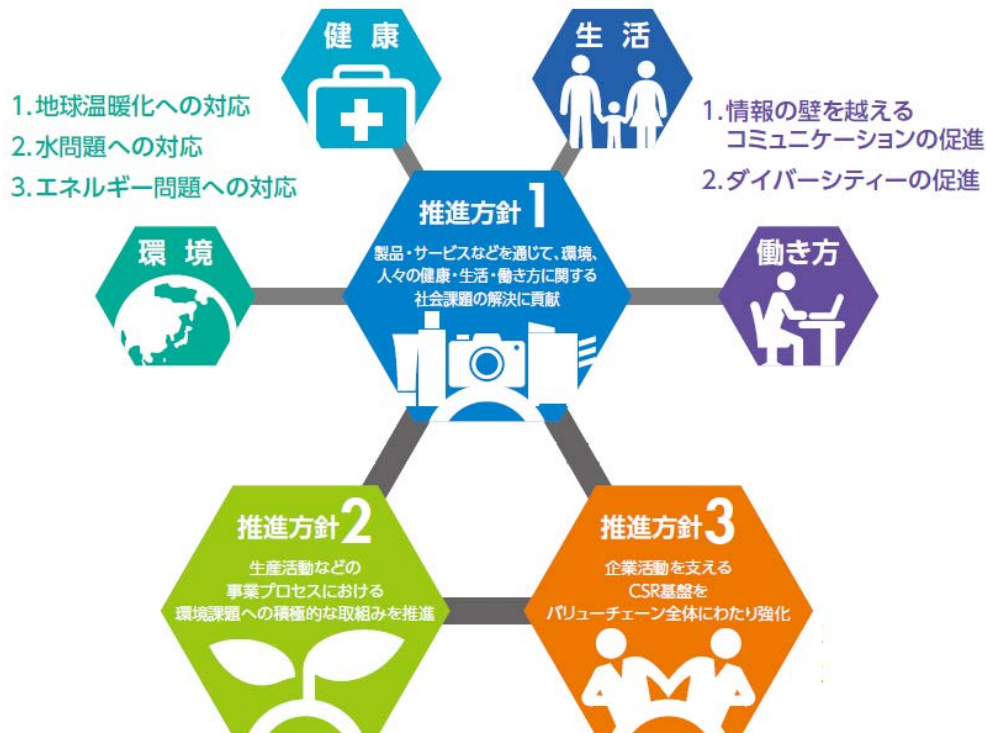 健 康
生 活
1.地球温暖化への対応
2.水問題への対応
3.エネルギー問題への対応
1.情報の壁を越える
コミュニケーションの促進
2.ダイバーシティーの促進
環 境
推進方針1
製品・サービスなどを通じて、環境、
人々の健康・生活・働き方に関する
社会課題の解決に貢献
働き方
推進方針2
生産活動などの
事業プロセスにおける
環境課題への積極的な取組みを推進
推進方針3
企業活動を支える
CSR基盤を
バリューチェーン全体にわたり強化